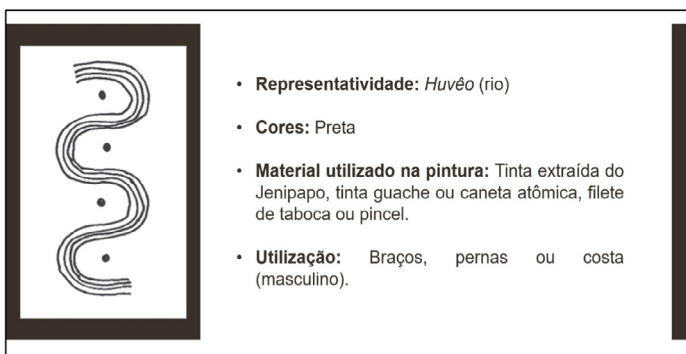 • Representatividade: Huvêo (rio)
• Cores: Preta
• Material utilizado na pintura: Tinta extraída do
Jenipapo, tinta guache ou caneta atômica, filete
de taboca ou pincel.
• Utilização: Braços, pernas ou costa
(masculino).